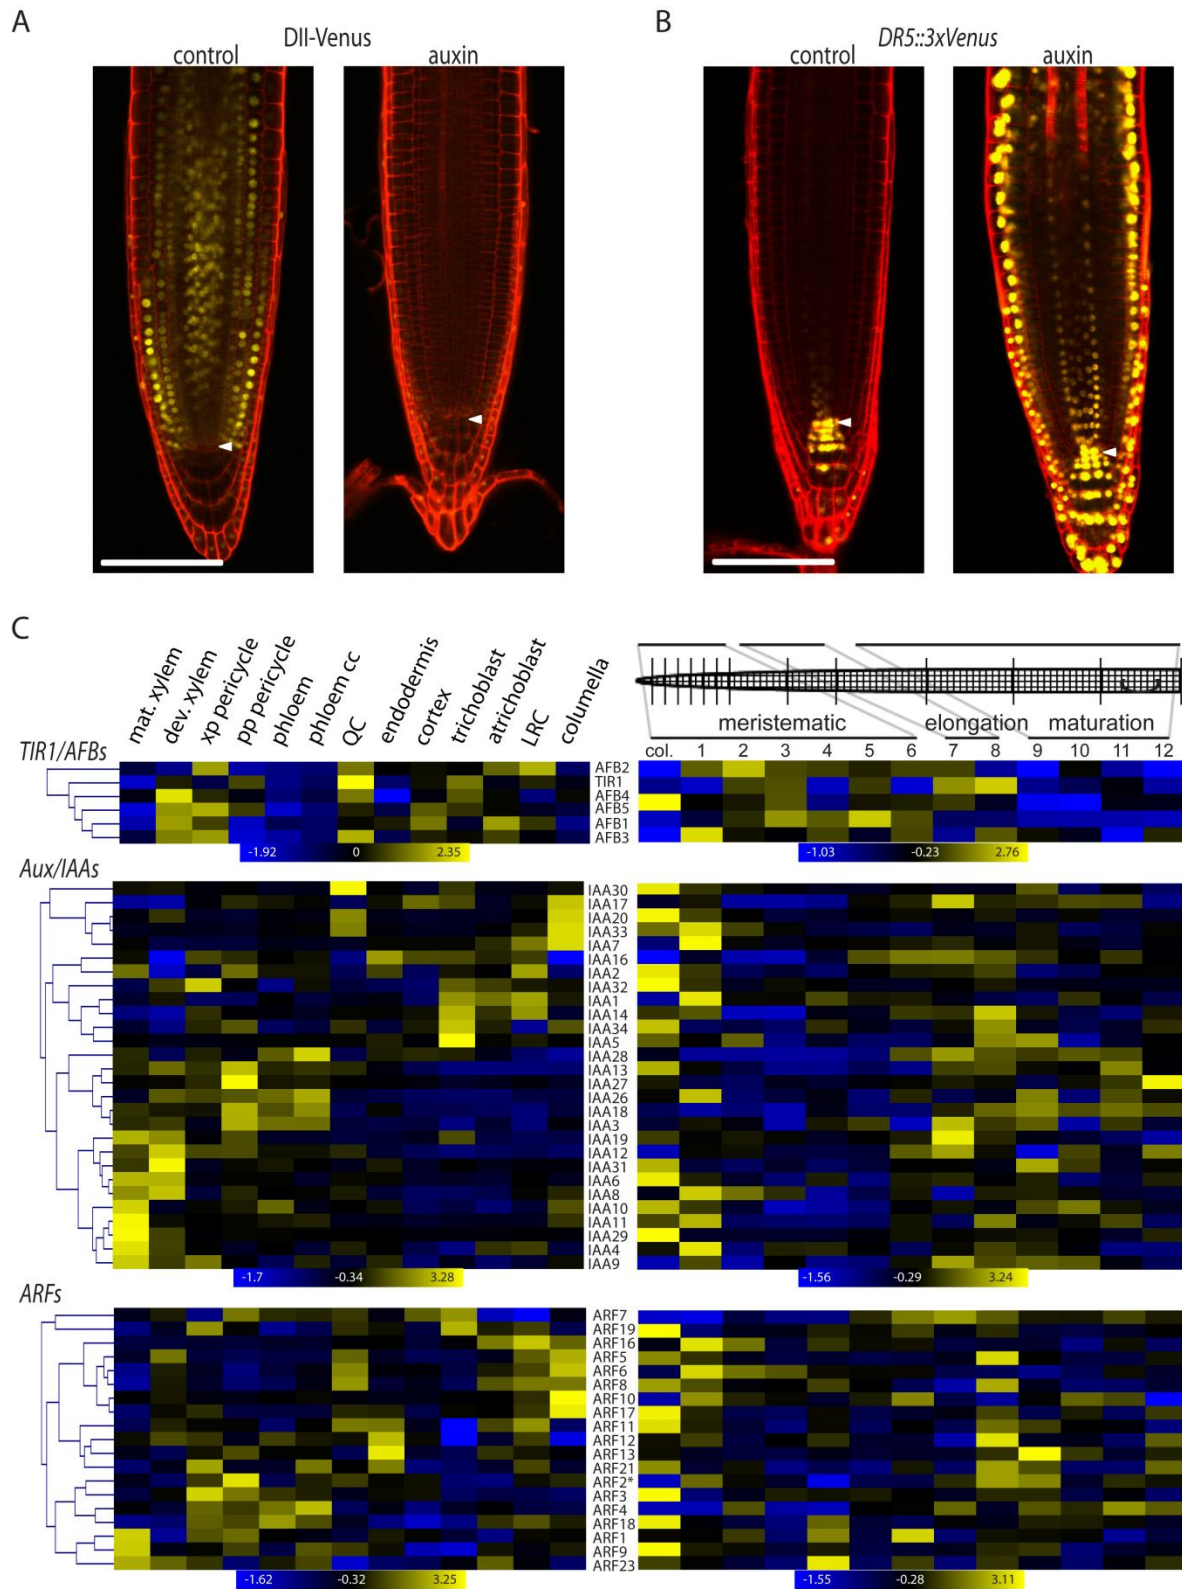 A
DII-Venus
control
auxin
B
DR5::3xVenus
control
auxin
C
mat. xylem
dev. xylem
xp pericycle
pp pericycle
phloem
phloem cc
QC
endodermis
cortex
trichoblast
atrichoblast
LRC
columella
meristematic elongation maturation
col. 1 2 3 4 5 6 7 8 9 10 11 12
TIR1/AFBs
AFB2
TIR1
AFB4
AFB5
AFB1
AFB3
-1.92 0 2.35
-1.03 -0.23 2.76
Aux/IAAs
IAA30
IAA17
IAA20
IAA33
IAA7
IAA16
IAA2
IAA32
IAA1
IAA14
IAA34
IAA5
IAA28
IAA13
IAA27
IAA26
IAA18
IAA3
IAA19
IAA12
IAA31
IAA6
IAA8
IAA10
IAA11
IAA29
IAA4
IAA9
-1.7 -0.34 3.28
-1.56 -0.29 3.24
ARFs
ARF7
ARF19
ARF16
ARF5
ARF6
ARF8
ARF10
ARF17
ARF11
ARF12
ARF13
ARF21
ARF2*
ARF3
ARF4
ARF18
ARF1
ARF9
ARF23
-1.62 -0.32 3.25
-1.55 -0.28 3.11